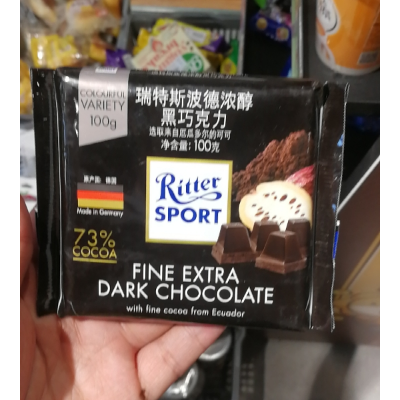 COLOURFUL
VARIETY
100g
瑞特斯波德浓醇
黑巧克力
选取来自厄瓜多尔的可可
净含量：100克
原产国：德国
Made in Germany
Ritter
SPORT
73%
COCOA
FINE EXTRA
DARK CHOCOLATE
with fine cocoa from Ecuador